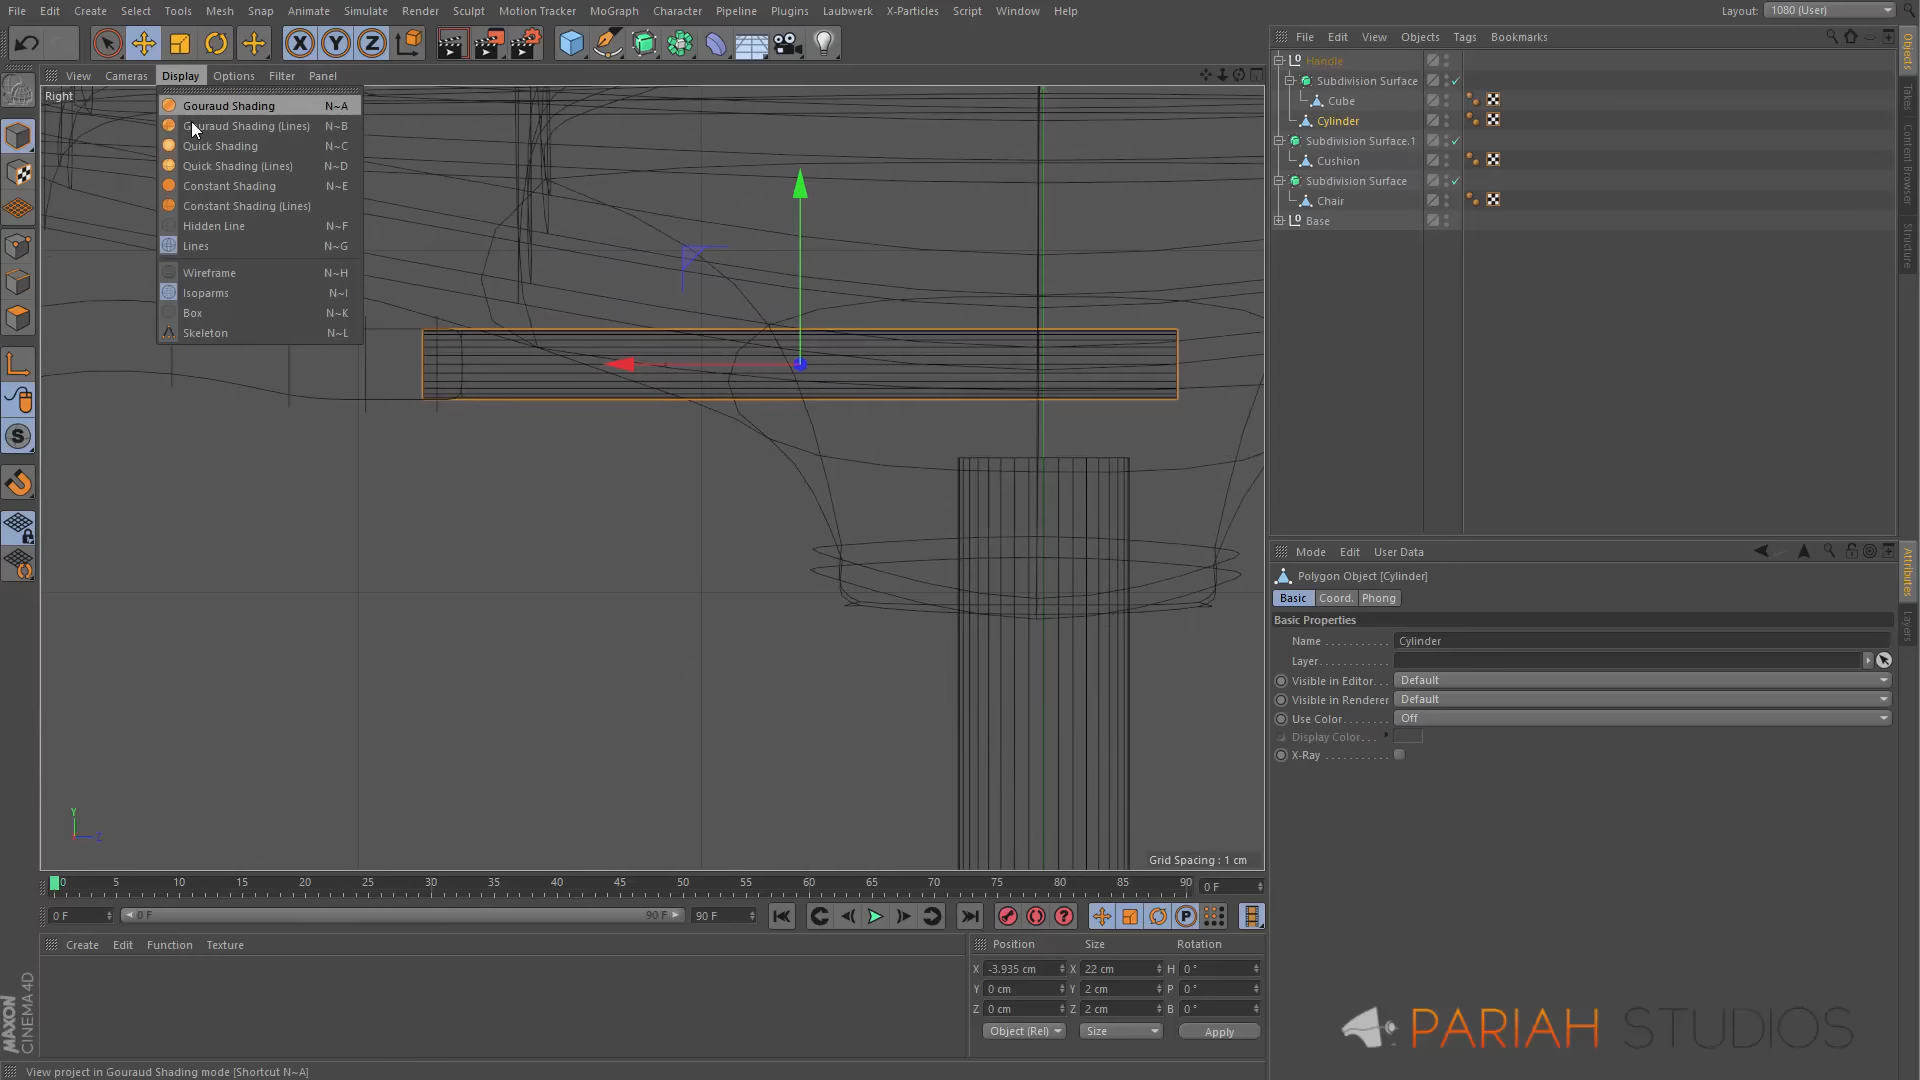 File Edit Create Select Tools Mesh Snap Animate Simulate Render Sculpt Motion Tracker MoGraph Character Pipeline Plugins Laubwerk X-Particles Script Window Help Layout: 1080 (User)
X Y Z
File Edit View Objects Tags Bookmarks
View Cameras Display Options Filter Panel
Right
Gouraud Shading N~A
Gouraud Shading (Lines) N~B
Quick Shading N~C
Quick Shading (Lines) N~D
Constant Shading N~E
Constant Shading (Lines)
Hidden Line N~F
Lines N~G
Wireframe N~H
Isoparms N~I
Box N~K
Skeleton N~L
Handle
Subdivision Surface
Cube
Cylinder
Subdivision Surface.1
Cushion
Subdivision Surface
Chair
Base
Objects
Takes
Content Browser
Structure
Mode Edit User Data
Polygon Object [Cylinder]
Basic Coord. Phong
Basic Properties
Name Cylinder
Layer
Visible in Editor Default
Visible in Renderer Default
Use Color Off
Display Color
X-Ray
Attributes
Layers
Y
Z
Grid Spacing : 1 cm
0 5 10 15 20 25 30 35 40 45 50 55 60 65 70 75 80 85 90 0 F
0 F 0 F 90 F 90 F
Create Edit Function Texture
Position Size Rotation
X -3.935 cm X 22 cm H 0 °
Y 0 cm Y 2 cm P 0 °
Z 0 cm Z 2 cm B 0 °
Object (Rel) Size Apply
MAXON
CINEMA 4D
PARIAH STUDIOS
View project in Gouraud Shading mode [Shortcut N~A]